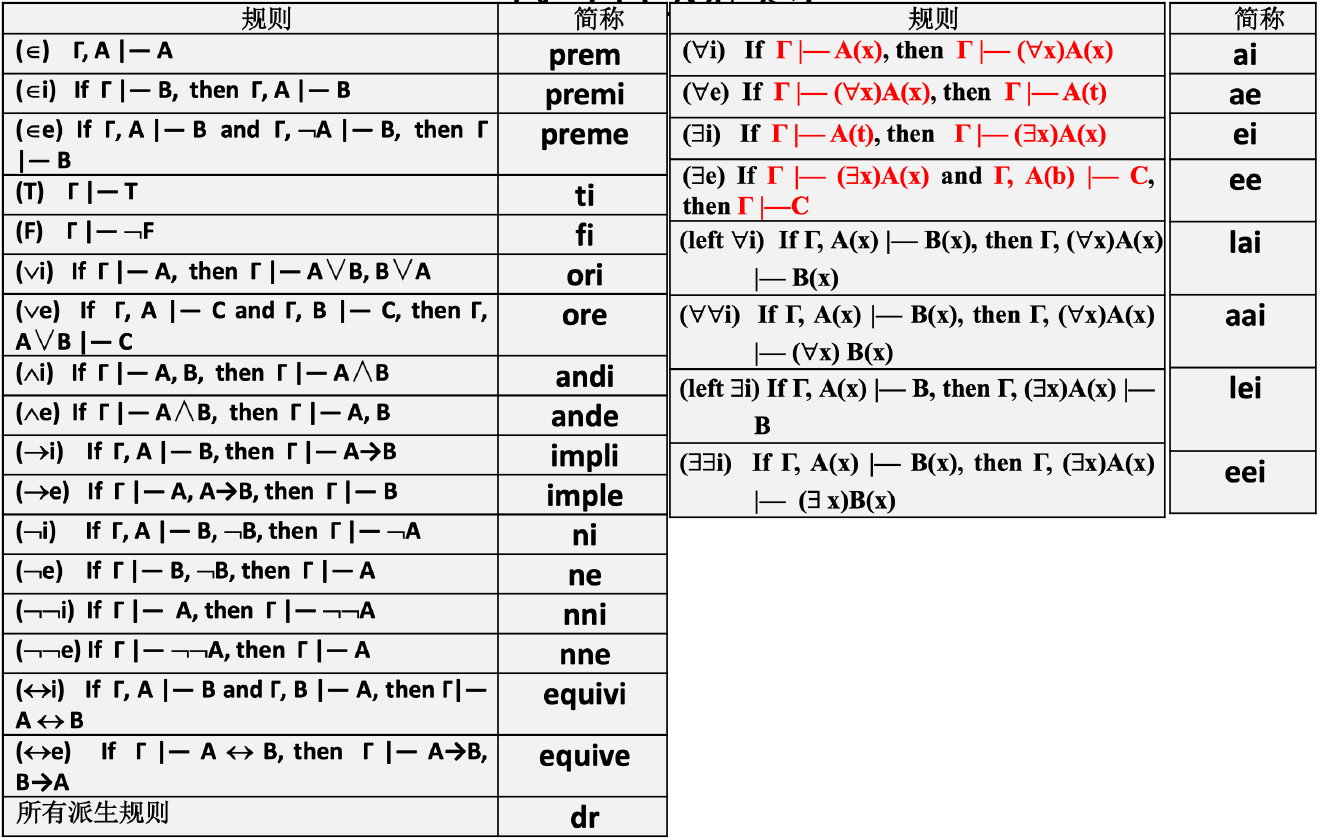 规则 简称
(∈) Γ, A |— A prem
(∈i) If Γ |— B, then Γ, A |— B premi
(∈e) If Γ, A |— B and Γ, ¬A |— B, then Γ
|— B preme
(T) Γ |— T ti
(F) Γ |— ¬F fi
(∨i) If Γ |— A, then Γ |— A∨B, B∨A ori
(∨e) If Γ, A |— C and Γ, B |— C, then Γ,
A∨B |— C ore
(∧i) If Γ |— A, B, then Γ |— A∧B andi
(∧e) If Γ |— A∧B, then Γ |— A, B ande
(→i) If Γ, A |— B, then Γ |— A→B impli
(→e) If Γ |— A, A→B, then Γ |— B imple
(¬i) If Γ, A |— B, ¬B, then Γ |— ¬A ni
(¬e) If Γ |— B, ¬B, then Γ |— A ne
(¬¬i) If Γ |— A, then Γ |— ¬¬A nni
(¬¬e) If Γ |— ¬¬A, then Γ |— A nne
(↔i) If Γ, A |— B and Γ, B |— A, then Γ|—
A ↔ B equivi
(↔e) If Γ |— A ↔ B, then Γ |— A→B,
B→A equive
所有派生规则 dr
规则 简称
(∀i) If Γ |— A(x), then Γ |— (∀x)A(x) ai
(∀e) If Γ |— (∀x)A(x), then Γ |— A(t) ae
(∃i) If Γ |— A(t), then Γ |— (∃x)A(x) ei
(∃e) If Γ |— (∃x)A(x) and Γ, A(b) |— C,
then Γ |—C ee
(left ∀i) If Γ, A(x) |— B(x), then Γ, (∀x)A(x)
|— B(x) lai
(∀∀i) If Γ, A(x) |— B(x), then Γ, (∀x)A(x)
|— (∀x) B(x) aai
(left ∃i) If Γ, A(x) |— B, then Γ, (∃x)A(x) |—
B lei
(∃∃i) If Γ, A(x) |— B(x), then Γ, (∃x)A(x)
|— (∃ x)B(x) eei